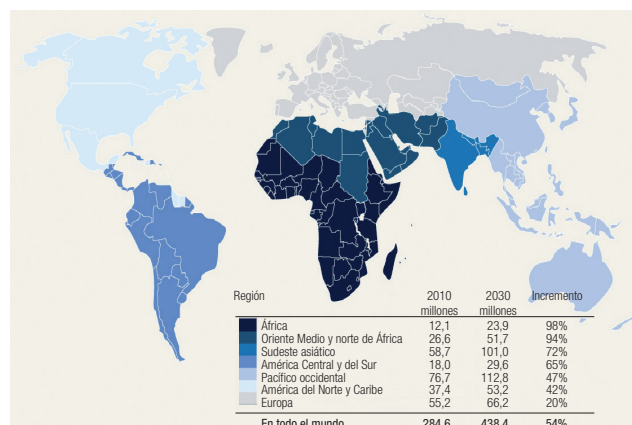 Región 2010 2030 Incremento
millones millones
África 12,1 23,9 98%
Oriente Medio y norte de África 26,6 51,7 94%
Sudeste asiático 58,7 101,0 72%
América Central y del Sur 18,0 29,6 65%
Pacífico occidental 76,7 112,8 47%
América del Norte y Caribe 37,4 53,2 42%
Europa 55,2 66,2 20%
En todo el mundo 284,6 438,4 54%